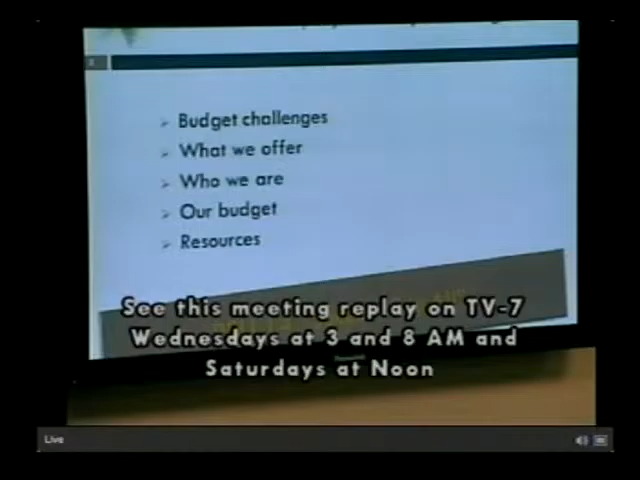 Budget challenges
What we offer
Who we are
Our budget
Resources
See this meeting replay on TV-7
Wednesdays at 3 and 8 AM and
Saturdays at Noon
Live